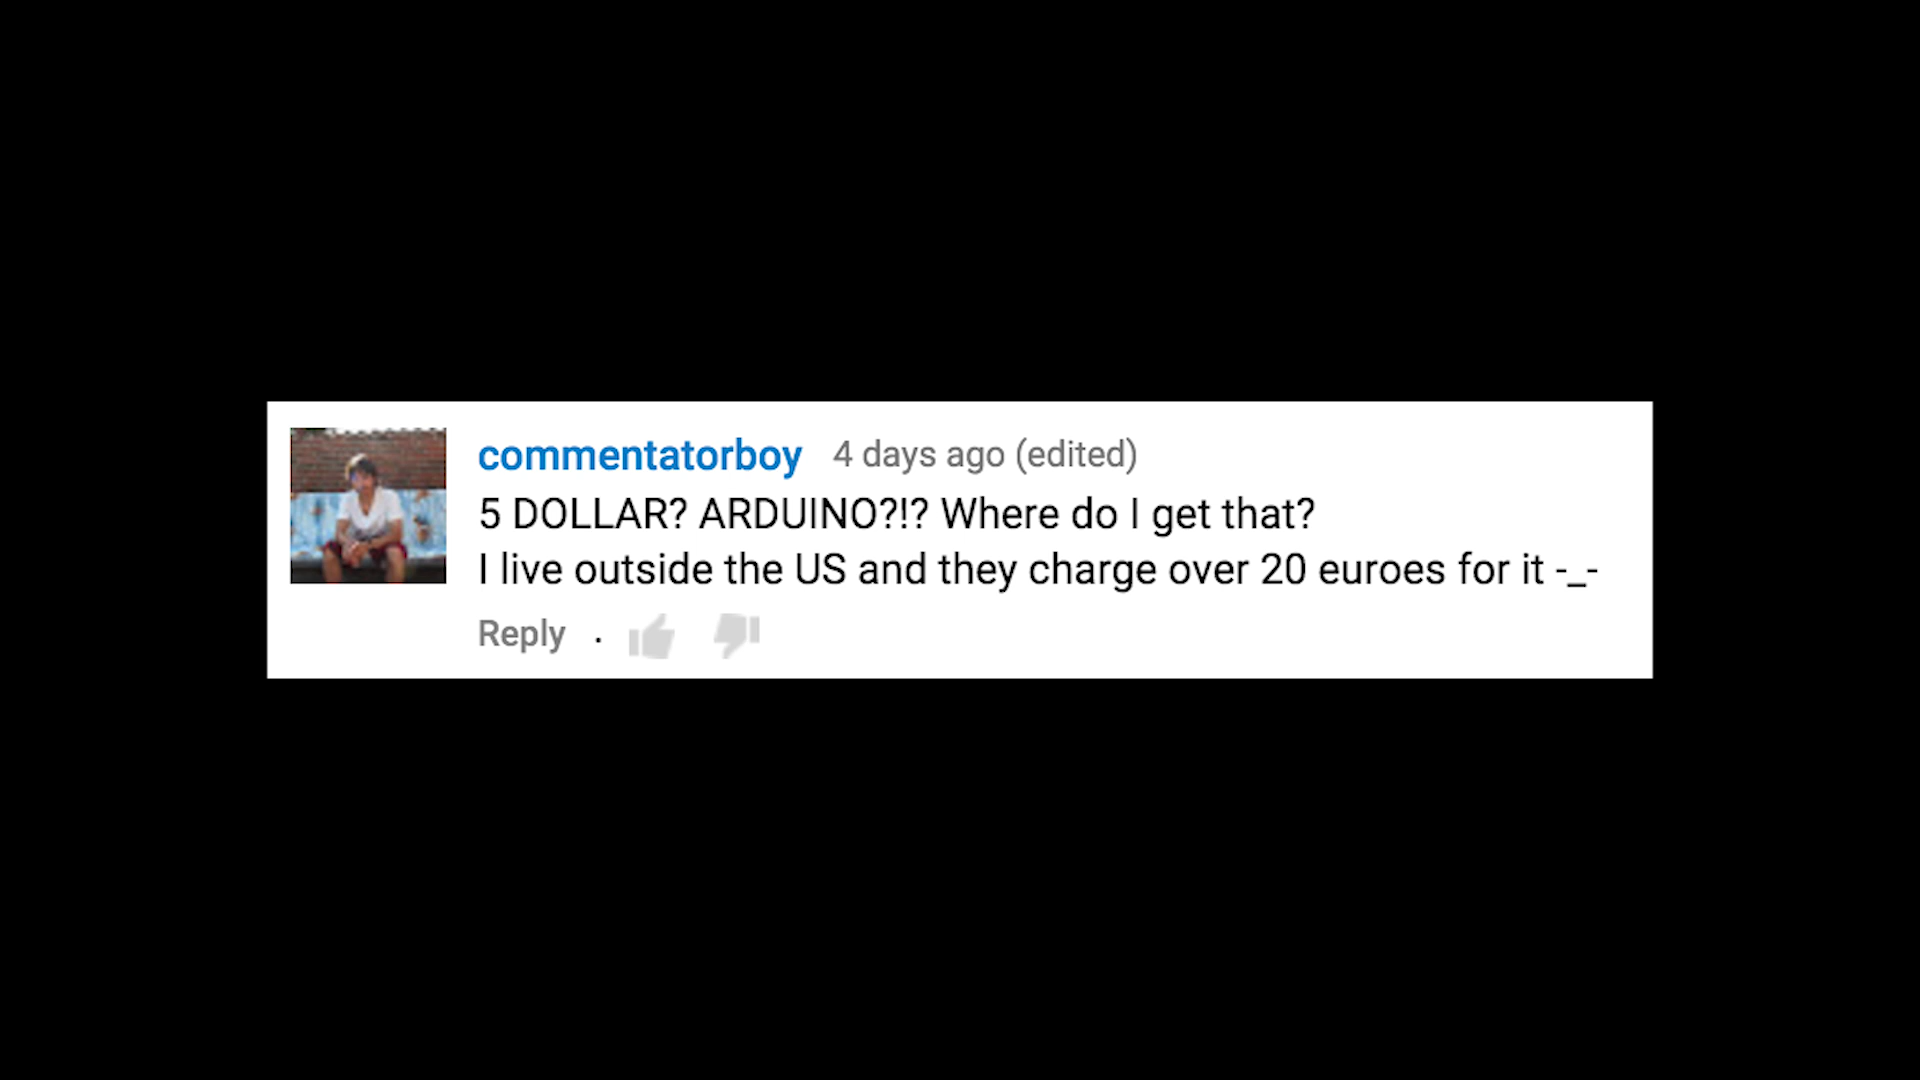 commentatorboy 4 days ago (edited)
5 DOLLAR? ARDUINO?!? Where do I get that?
I live outside the US and they charge over 20 euroes for it -_-
Reply .